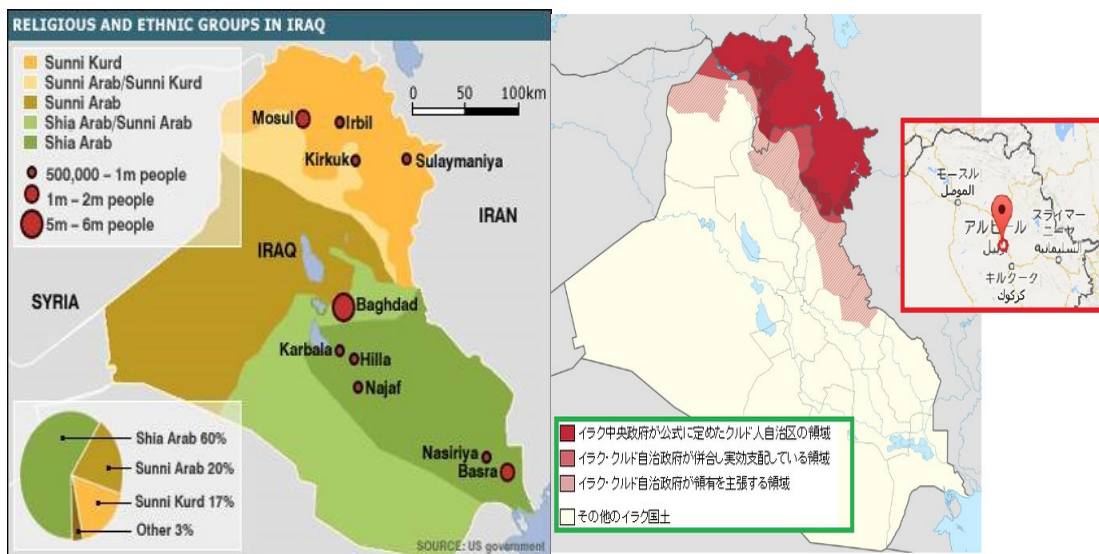 RELIGIOUS AND ETHNIC GROUPS IN IRAQ
Sunni Kurd
Sunni Arab/Sunni Kurd
Sunni Arab
Shia Arab/Sunni Arab
Shia Arab
500,000 – 1m people
1m – 2m people
5m – 6m people
0 50 100km
Mosul
Irbil
Kirkuk
Sulaymaniya
IRAN
IRAQ
SYRIA
Baghdad
Karbala
Hilla
Najaf
Nasiriya
Basra
Shia Arab 60%
Sunni Arab 20%
Sunni Kurd 17%
Other 3%
SOURCE: US government
モースル
الموصل
アルビール
أربيل
スライマーニーヤ
السليمانية
キルクーク
كركوك
イラク中央政府が公式に定めたクルド人自治区の領域
イラク・クルド自治政府が併合し実効支配している領域
イラク・クルド自治政府が領有を主張する領域
その他のイラク国土